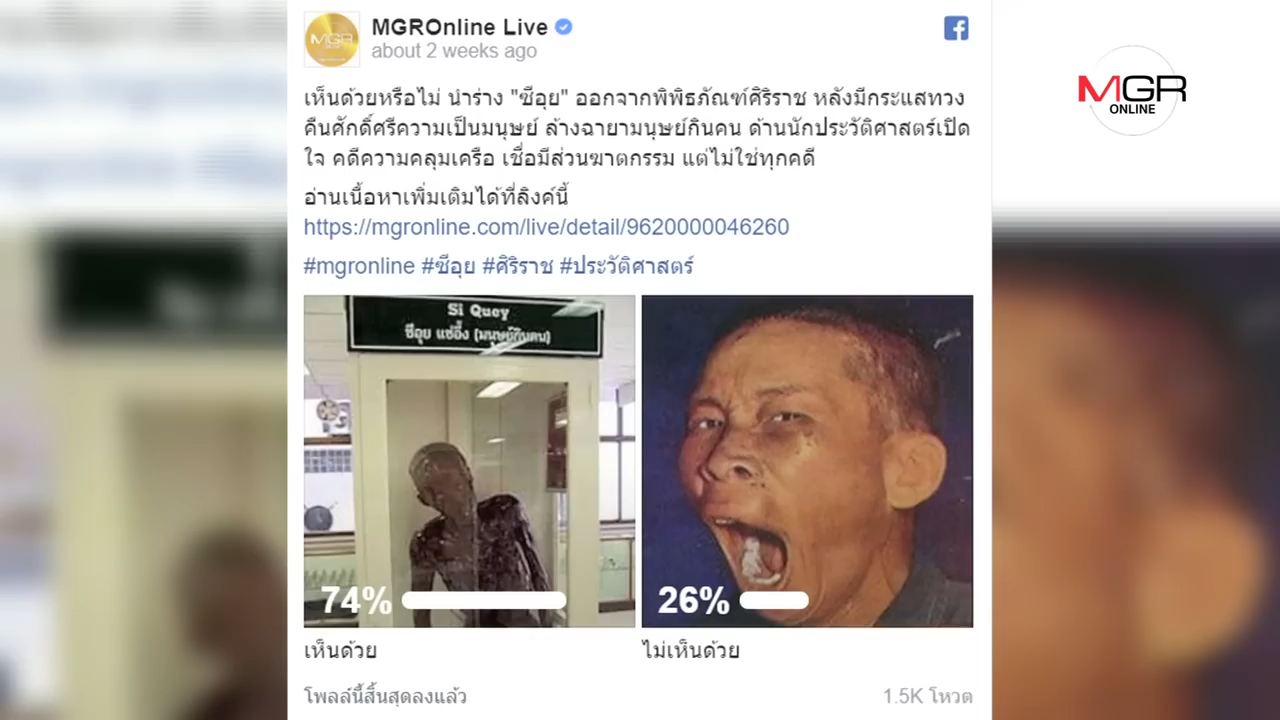 MGROnline Live
about 2 weeks ago
MGR
ONLINE
เห็นด้วยหรือไม่ นำร่าง "ซีอุย" ออกจากพิพิธภัณฑ์ศิริราช หลังมีกระแสทวง
คืนศักดิ์ศรีความเป็นมนุษย์ ล้างฉายามนุษย์กินคน ด้านนักประวัติศาสตร์เปิด
ใจ คดีความคลุมเครือ เชื่อมีส่วนฆาตกรรม แต่ไม่ใช่ทุกคดี
อ่านเนื้อหาเพิ่มเติมได้ที่ลิงค์นี้
https://mgronline.com/live/detail/9620000046260
#mgronline #ซีอุย #ศิริราช #ประวัติศาสตร์
Si Quey
ซีอุย แซ่อึ้ง (มนุษย์กินคน)
74%
26%
เห็นด้วย
ไม่เห็นด้วย
โพลล์นี้สิ้นสุดลงแล้ว
1.5K โหวต